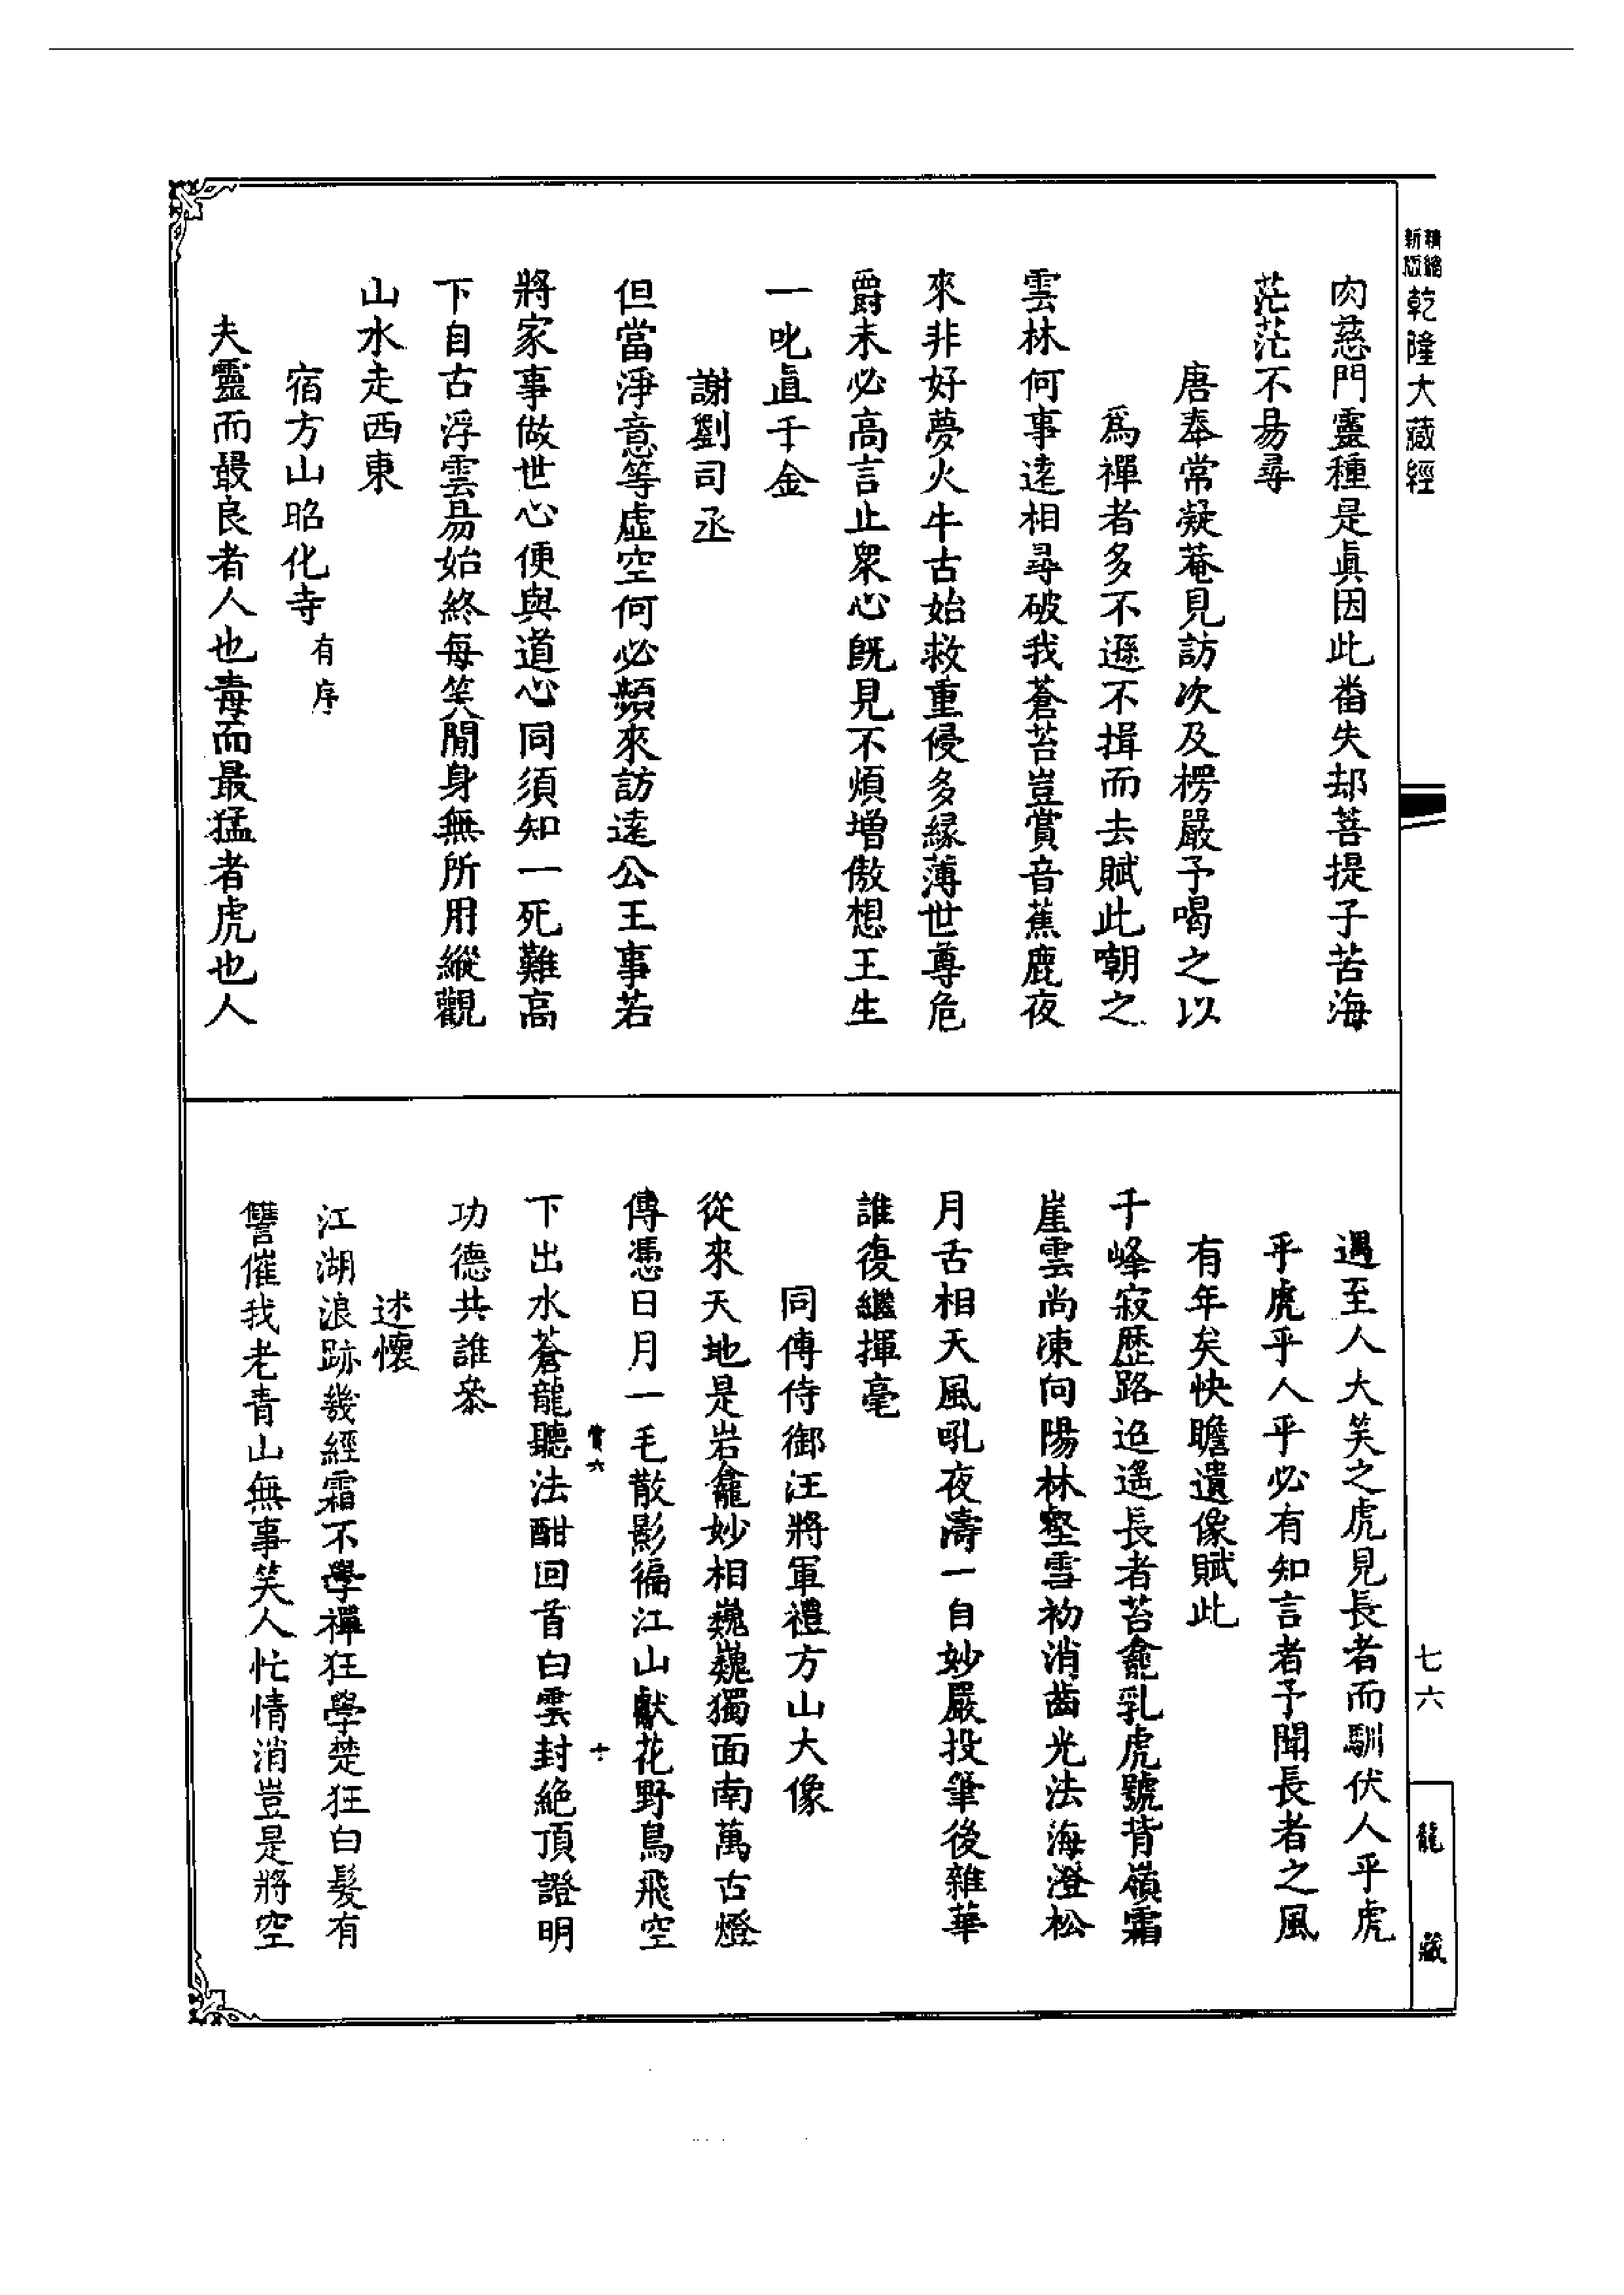 精縮新版
乾隆大藏經
肉慈門靈種是眞因此畨失却菩提子苦海
茫茫不易尋
唐奉常凝菴見訪次及楞嚴予喝之以
爲禪者多不遜不揖而去賦此嘲之
雲林何事遠相尋破我蒼苔豈賞音蕉鹿夜
來非好夢火牛古始救重侵多緣薄世尊危
爵未必高言止衆心旣見不煩增傲想王生
一叱直千金
謝劉司丞
但當淨意等虛空何必頻來訪遠公王事若
將家事做世心便與道心同須知一死難高
下自古浮雲易始終每笑閒身無所用縱觀
山水走西東
宿方山昭化寺有序
夫靈而最良者人也毒而最猛者虎也人
遇至人大笑之虎見長者而馴伏人乎虎
乎虎乎人乎必有知言者予聞長者之風
有年矣快瞻遺像賦此
千峰寂歷路迢遙長者苔龕乳虎號背嶺霜
崖雲尚凍向陽林壑雪初消齒光法海澄松
月舌相天風吼夜濤一自妙嚴投筆後雜華
誰復繼揮毫
同傅侍御汪將軍禮方山大像
從來天地是岩龕妙相巍巍獨面南萬古燈
傳憑日月一毛散影徧江山獻花野鳥飛空
賞六 十
下出水蒼龍聽法酣回首白雲封絶頂證明
功德共誰叅
述懷
江湖浪跡幾經霜不學禪狂學楚狂白髮有
讐催我老青山無事笑人忙情消豈是將空
七六
龍藏